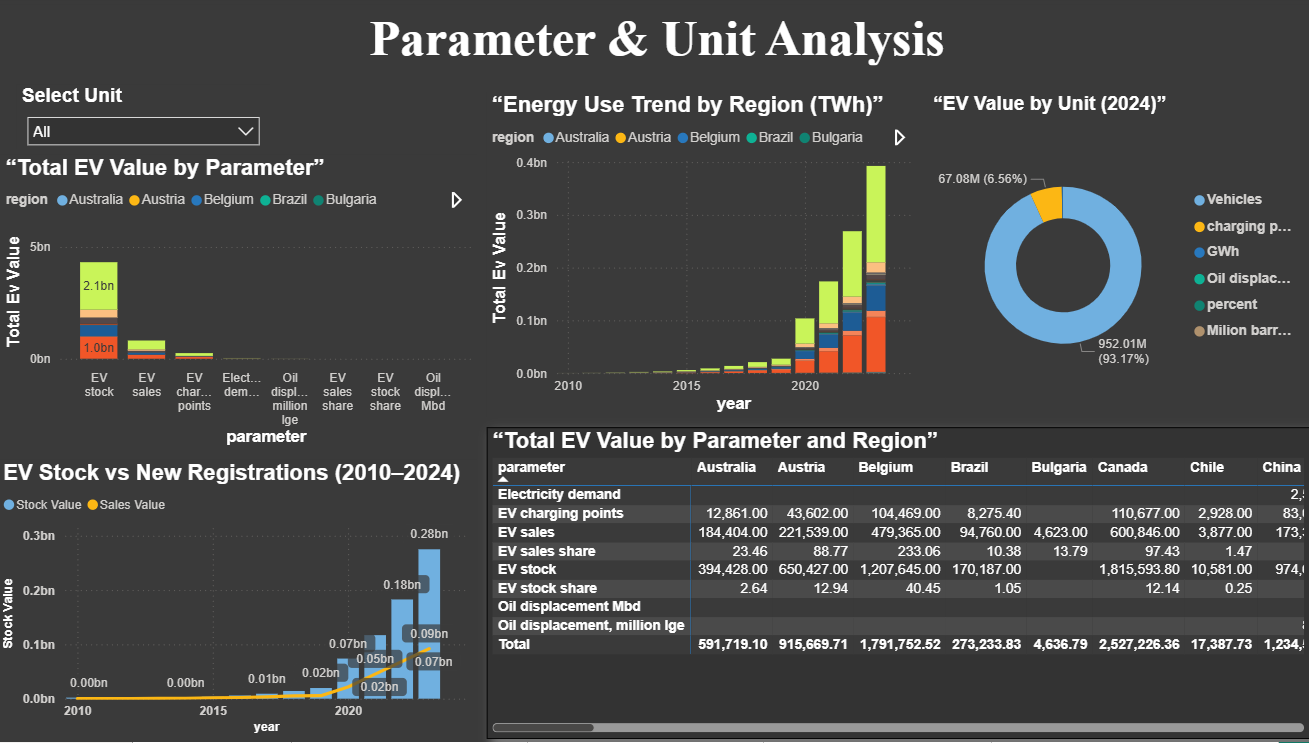 Parameter & Unit Analysis
Select Unit
All
“Total EV Value by Parameter”
region Australia Austria Belgium Brazil Bulgaria
Total Ev Value
5bn
0bn
2.1bn
1.0bn
EV stock
EV sales
EV char... points
Elect... dem...
Oil displ... million lge
EV sales share
EV stock share
Oil displ... Mbd
parameter
“Energy Use Trend by Region (TWh)”
region Australia Austria Belgium Brazil Bulgaria
Total Ev Value
0.4bn
0.3bn
0.2bn
0.1bn
0.0bn
2010 2015 2020
year
“EV Value by Unit (2024)”
67.08M (6.56%)
952.01M
(93.17%)
Vehicles
charging p...
GWh
Oil displac...
percent
Milion barr...
EV Stock vs New Registrations (2010–2024)
Stock Value Sales Value
Stock Value
0.3bn
0.2bn
0.1bn
0.0bn
0.00bn 0.00bn 0.01bn 0.02bn 0.07bn 0.18bn 0.28bn
0.02bn 0.05bn 0.07bn 0.09bn
2010 2015 2020
year
“Total EV Value by Parameter and Region”
parameter Australia Austria Belgium Brazil Bulgaria Canada Chile China
Electricity demand
EV charging points 12,861.00 43,602.00 104,469.00 8,275.40 110,677.00 2,928.00
EV sales 184,404.00 221,539.00 479,365.00 94,760.00 4,623.00 600,846.00 3,877.00
EV sales share 23.46 88.77 233.06 10.38 13.79 97.43 1.47
EV stock 394,428.00 650,427.00 1,207,645.00 170,187.00 1,815,593.80 10,581.00
EV stock share 2.64 12.94 40.45 1.05 12.14 0.25
Oil displacement Mbd
Oil displacement, million lge
Total 591,719.10 915,669.71 1,791,752.52 273,233.83 4,636.79 2,527,226.36 17,387.73